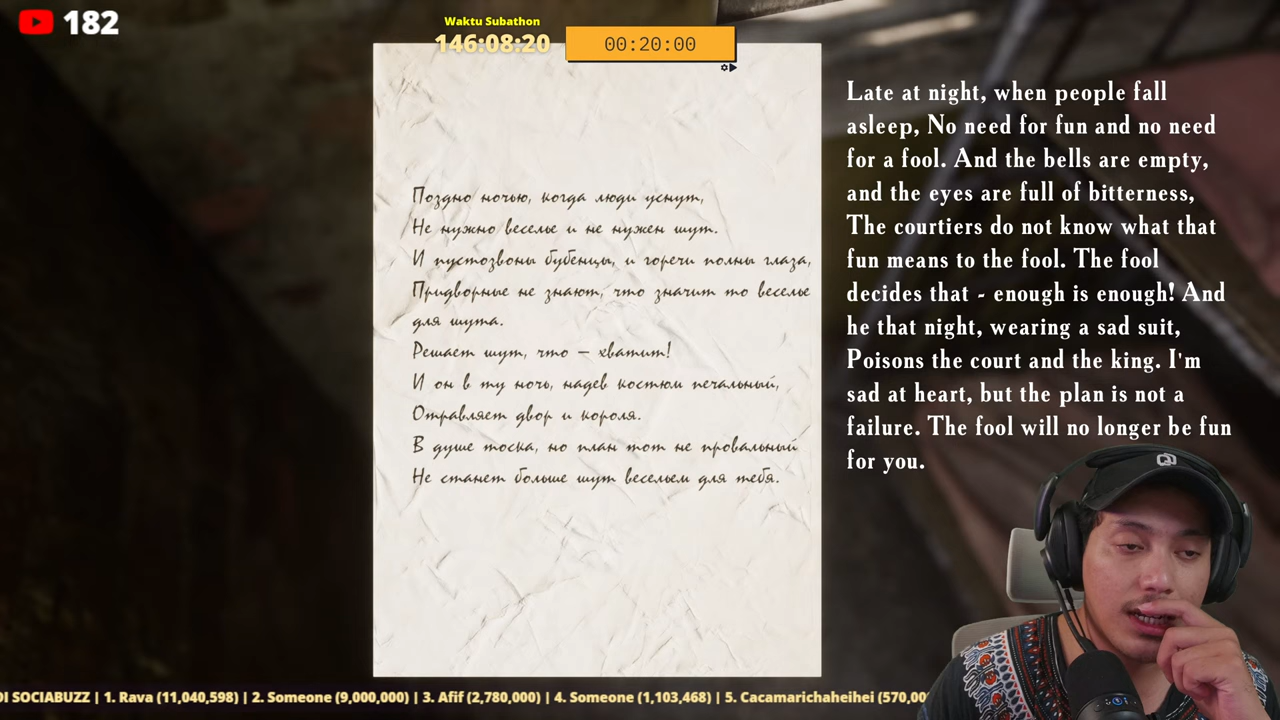 182
Waktu Subathon
146:08:20
00:20:00
Поздно ночью, когда люди уснут,
Не нужно веселье и не нужен шут.
И пустозвоны бубенцы, и горечи полны глаза,
Придворные не знают, что значит то веселье
для шута.
Решает шут, что – хватит!
И он в ту ночь, надев костюм печальный,
Отравляет двор и короля.
В душе тоска, но план тот не провальный
Не станет больше шут весельем для тебя.
Late at night, when people fall
asleep, No need for fun and no need
for a fool. And the bells are empty,
and the eyes are full of bitterness,
The courtiers do not know what that
fun means to the fool. The fool
decides that - enough is enough! And
he that night, wearing a sad suit,
Poisons the court and the king. I'm
sad at heart, but the plan is not a
failure. The fool will no longer be fun
for you.
DI SOCIABUZZ | 1. Rava (11,040,598) | 2. Someone (9,000,000) | 3. Afif (2,780,000) | 4. Someone (1,103,468) | 5. Cacamarichaheihei (570,00